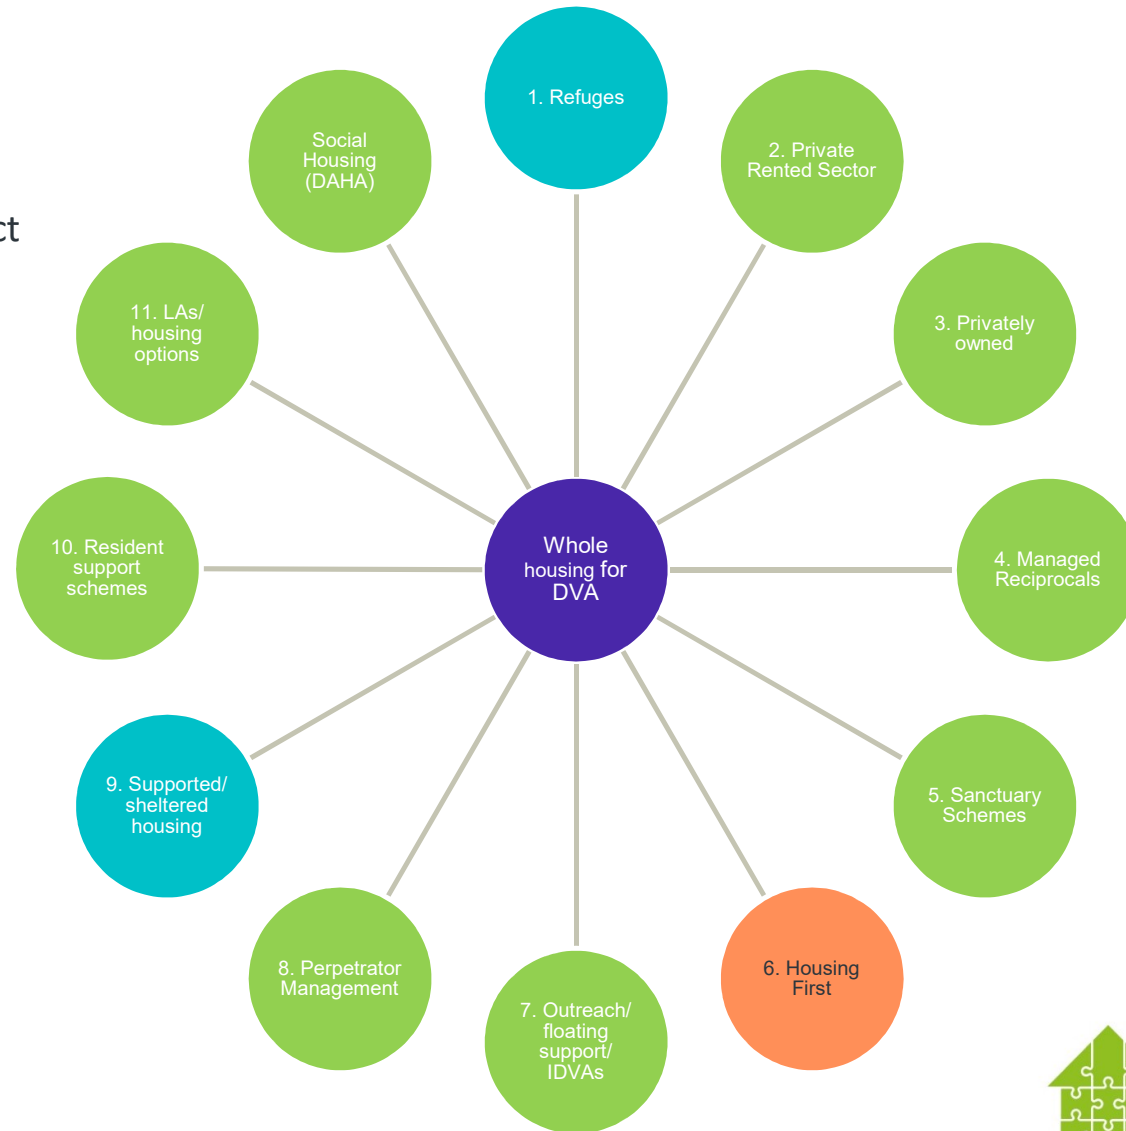 1. Refuges
2. Private
Rented Sector
3. Privately
owned
4. Managed
Reciprocals
5. Sanctuary
Schemes
6. Housing
First
7. Outreach/
floating
support/
IDVAs
8. Perpetrator
Management
9. Supported/
sheltered
housing
10. Resident
support
schemes
11. LAs/
housing
options
Social
Housing
(DAHA)
Whole
housing for
DVA
ct